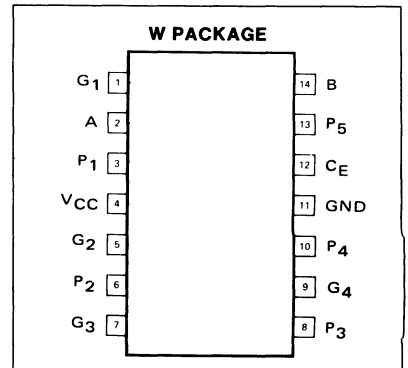 W PACKAGE
G1 1
14 B
A 2
13 P5
P1 3
12 CE
VCC 4
11 GND
G2 5
10 P4
P2 6
9 G4
G3 7
8 P3